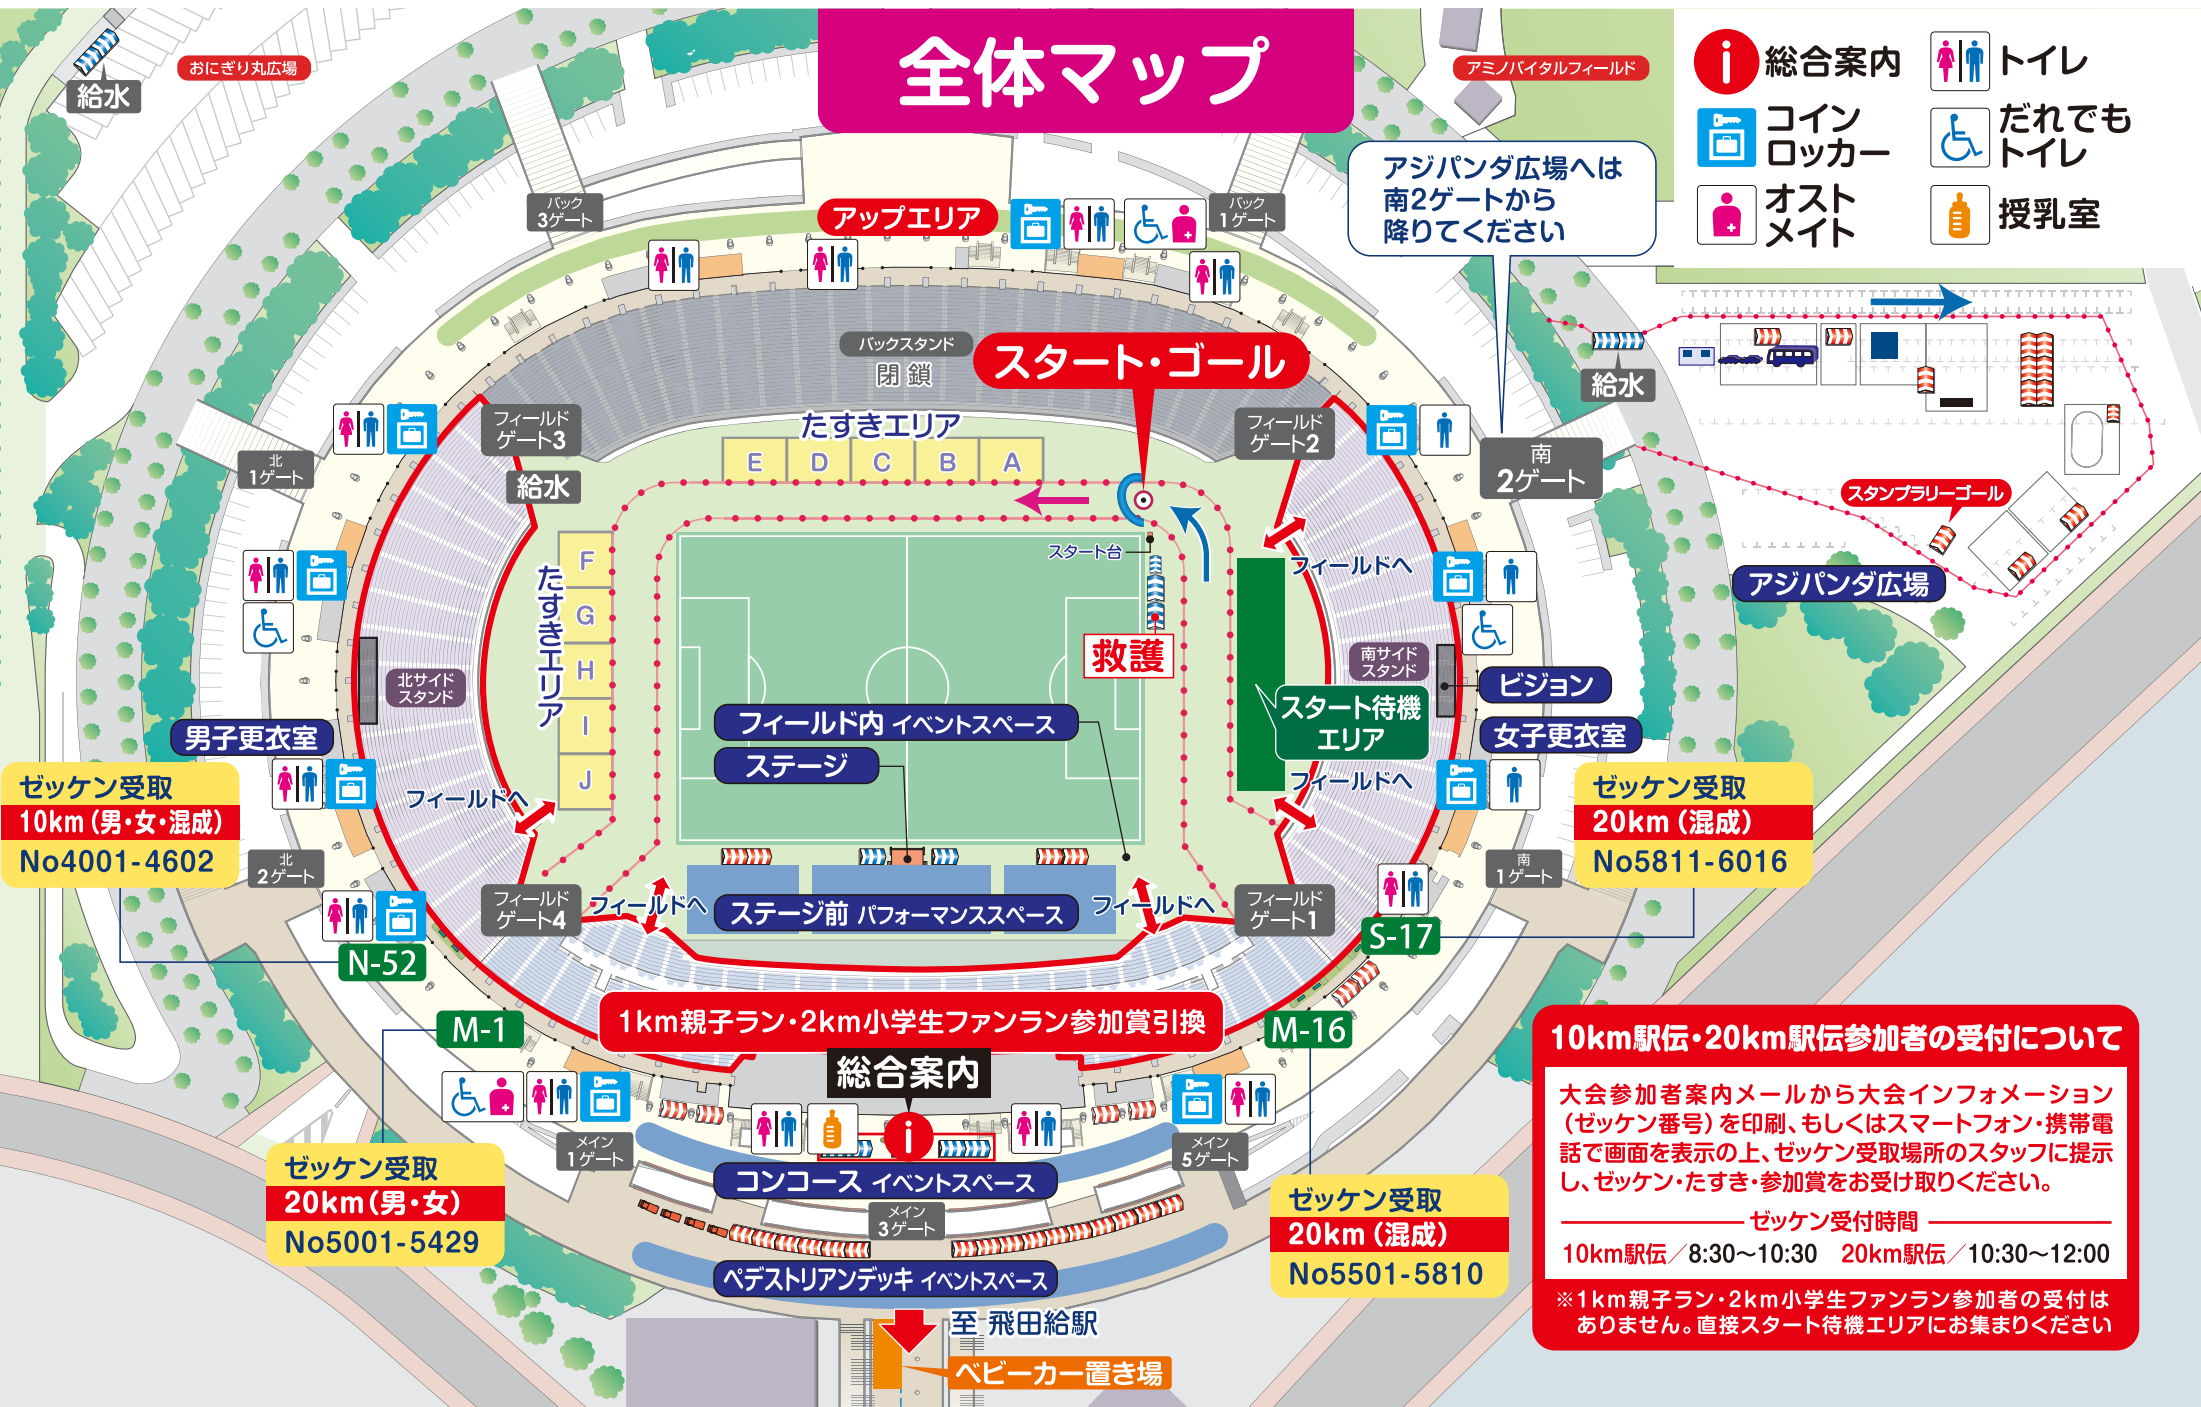 全体マップ
おにぎり丸広場
給水
アミノバイタルフィールド
総合案内
トイレ
コイン
ロッカー
だれでも
トイレ
オスト
メイト
授乳室
アジパンダ広場へは
南2ゲートから
降りてください
バック
3ゲート
アップエリア
バック
1ゲート
バックスタンド
閉鎖
スタート・ゴール
給水
フィールド
ゲート3
たすきエリア
フィールド
ゲート2
E
D
C
B
A
北
1ゲート
給水
南
2ゲート
スタンプラリーゴール
スタート台
フィールドへ
アジパンダ広場
たすきエリア
F
G
H
I
J
救護
北サイド
スタンド
南サイド
スタンド
ビジョン
スタート待機
エリア
フィールド内 イベントスペース
ステージ
男子更衣室
女子更衣室
フィールドへ
フィールドへ
ゼッケン受取
10km（男・女・混成）
No4001-4602
ゼッケン受取
20km（混成）
No5811-6016
北
2ゲート
南
1ゲート
フィールド
ゲート4
フィールドへ
ステージ前 パフォーマンススペース
フィールドへ
フィールド
ゲート1
N-52
S-17
M-1
1km親子ラン・2km小学生ファンラン参加賞引換
M-16
総合案内
メイン
1ゲート
メイン
5ゲート
コンコース イベントスペース
メイン
3ゲート
ゼッケン受取
20km（男・女）
No5001-5429
ゼッケン受取
20km（混成）
No5501-5810
ペデストリアンデッキ イベントスペース
至 飛田給駅
ベビーカー置き場
10km駅伝・20km駅伝参加者の受付について
大会参加者案内メールから大会インフォメーション
（ゼッケン番号）を印刷、もしくはスマートフォン・携帯電
話で画面を表示の上、ゼッケン受取場所のスタッフに提示
し、ゼッケン・たすき・参加賞をお受け取りください。
ゼッケン受付時間
10km駅伝／8:30〜10:30　20km駅伝／10:30〜12:00
※1km親子ラン・2km小学生ファンラン参加者の受付は
ありません。直接スタート待機エリアにお集まりください